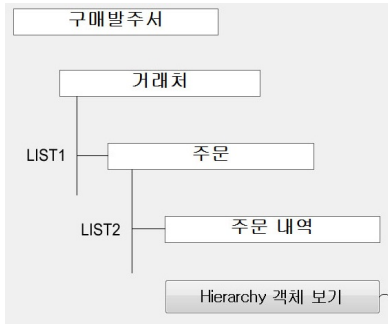 구매발주서
거래처
LIST1
주문
LIST2
주문 내역
Hierarchy 객체 보기